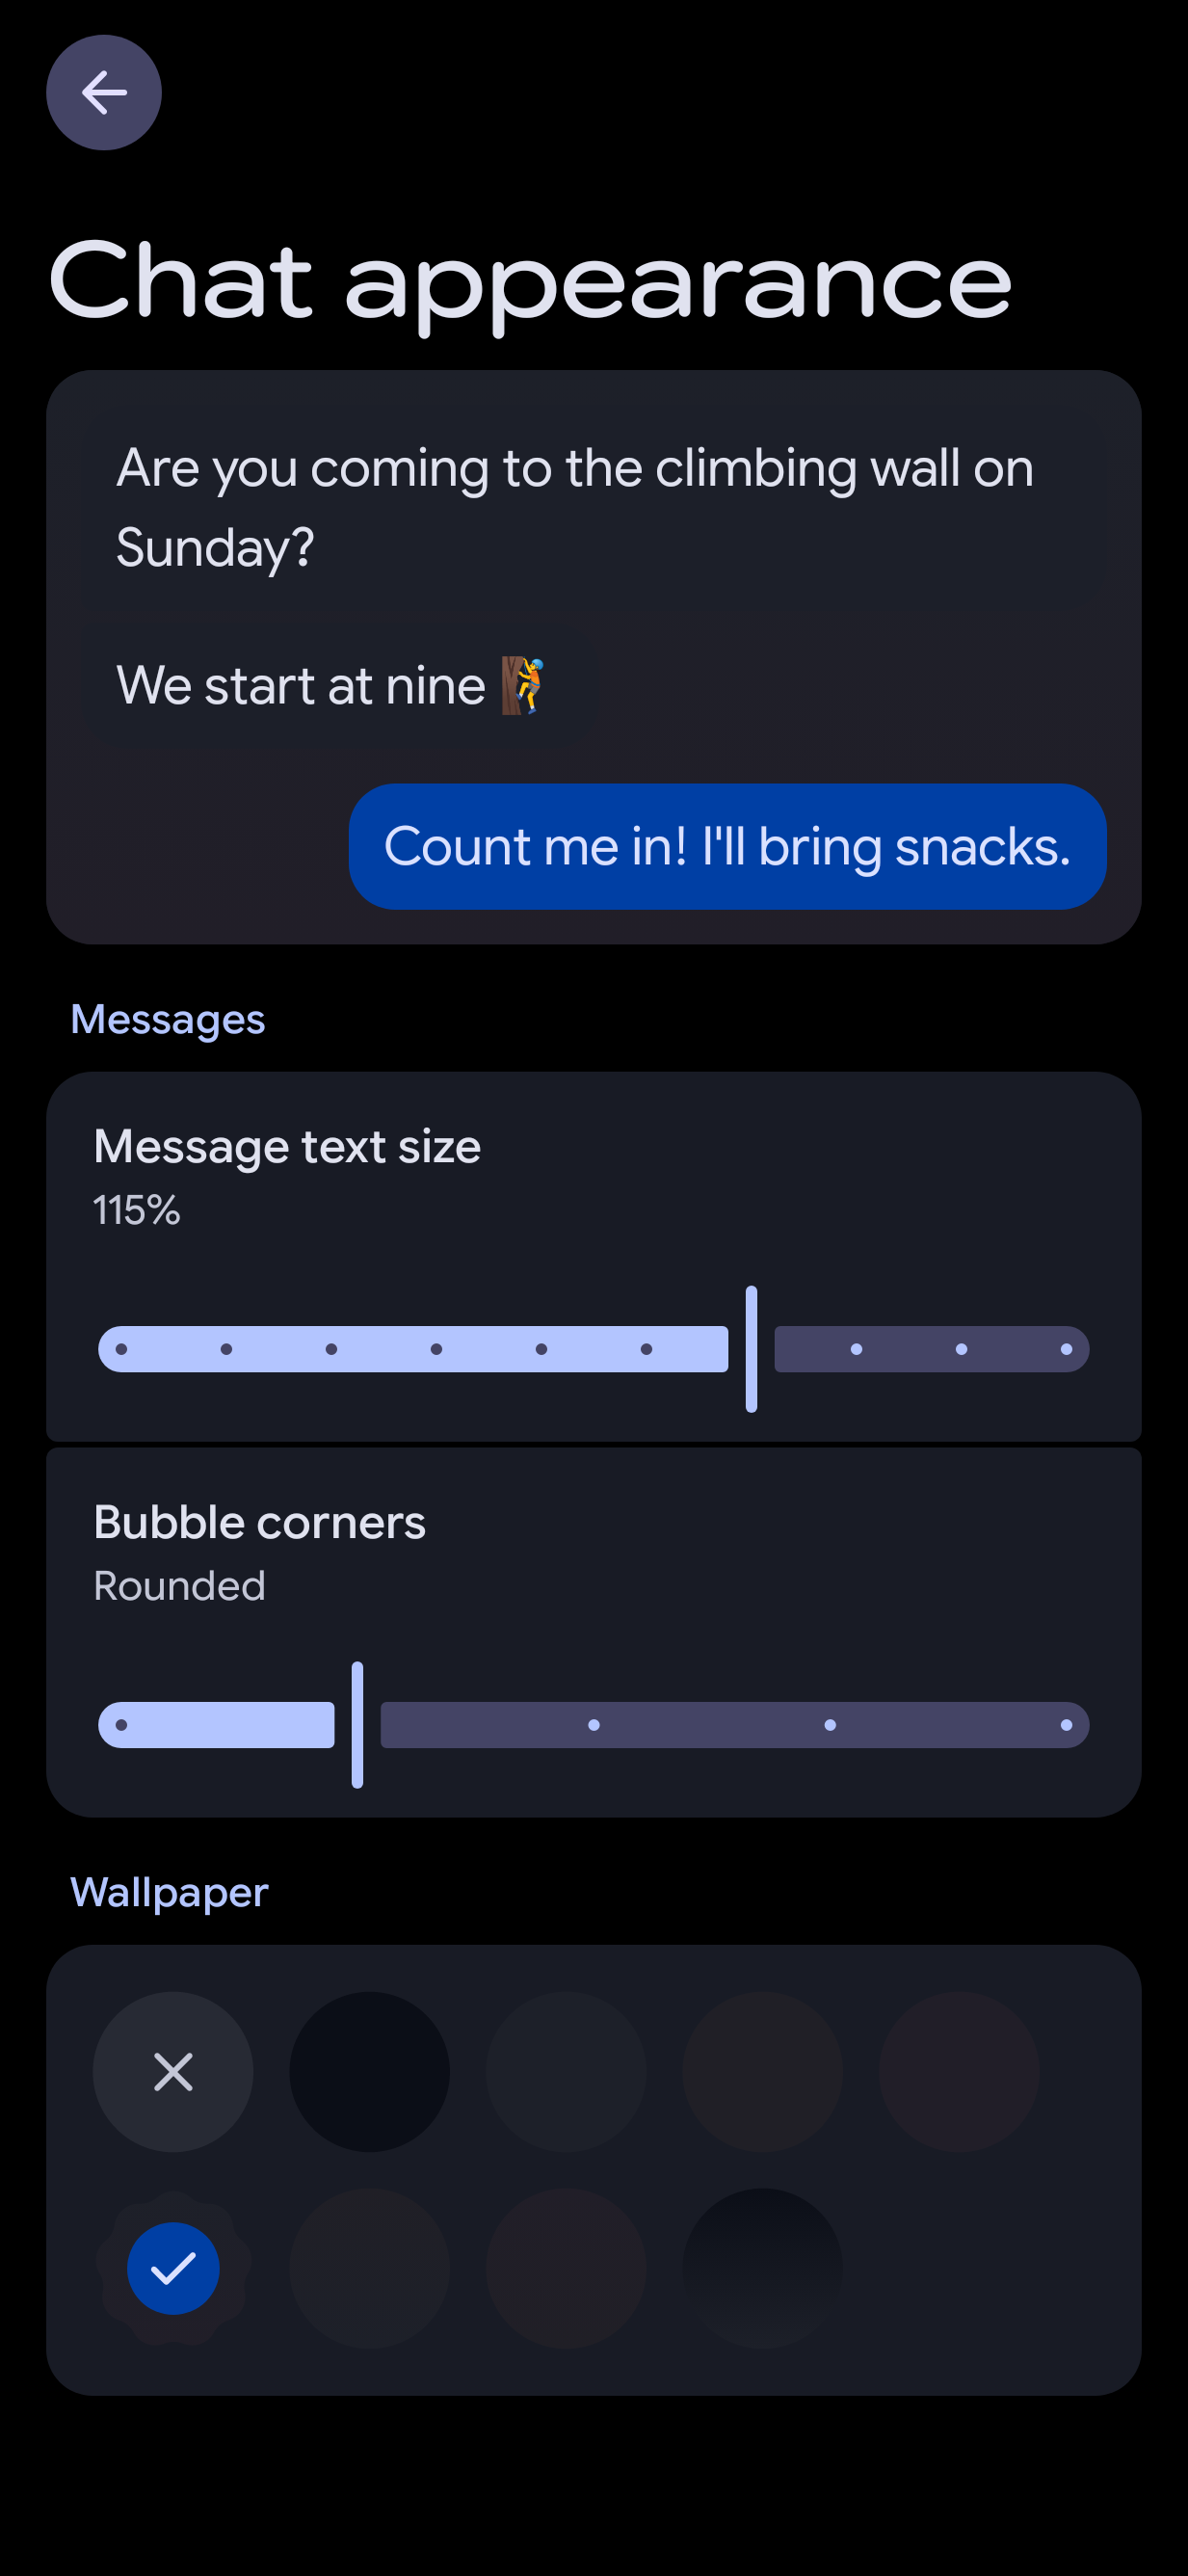 Chat appearance
Are you coming to the climbing wall on
Sunday?
We start at nine 🧗
Count me in! I'll bring snacks.
Messages
Message text size
115%
Bubble corners
Rounded
Wallpaper